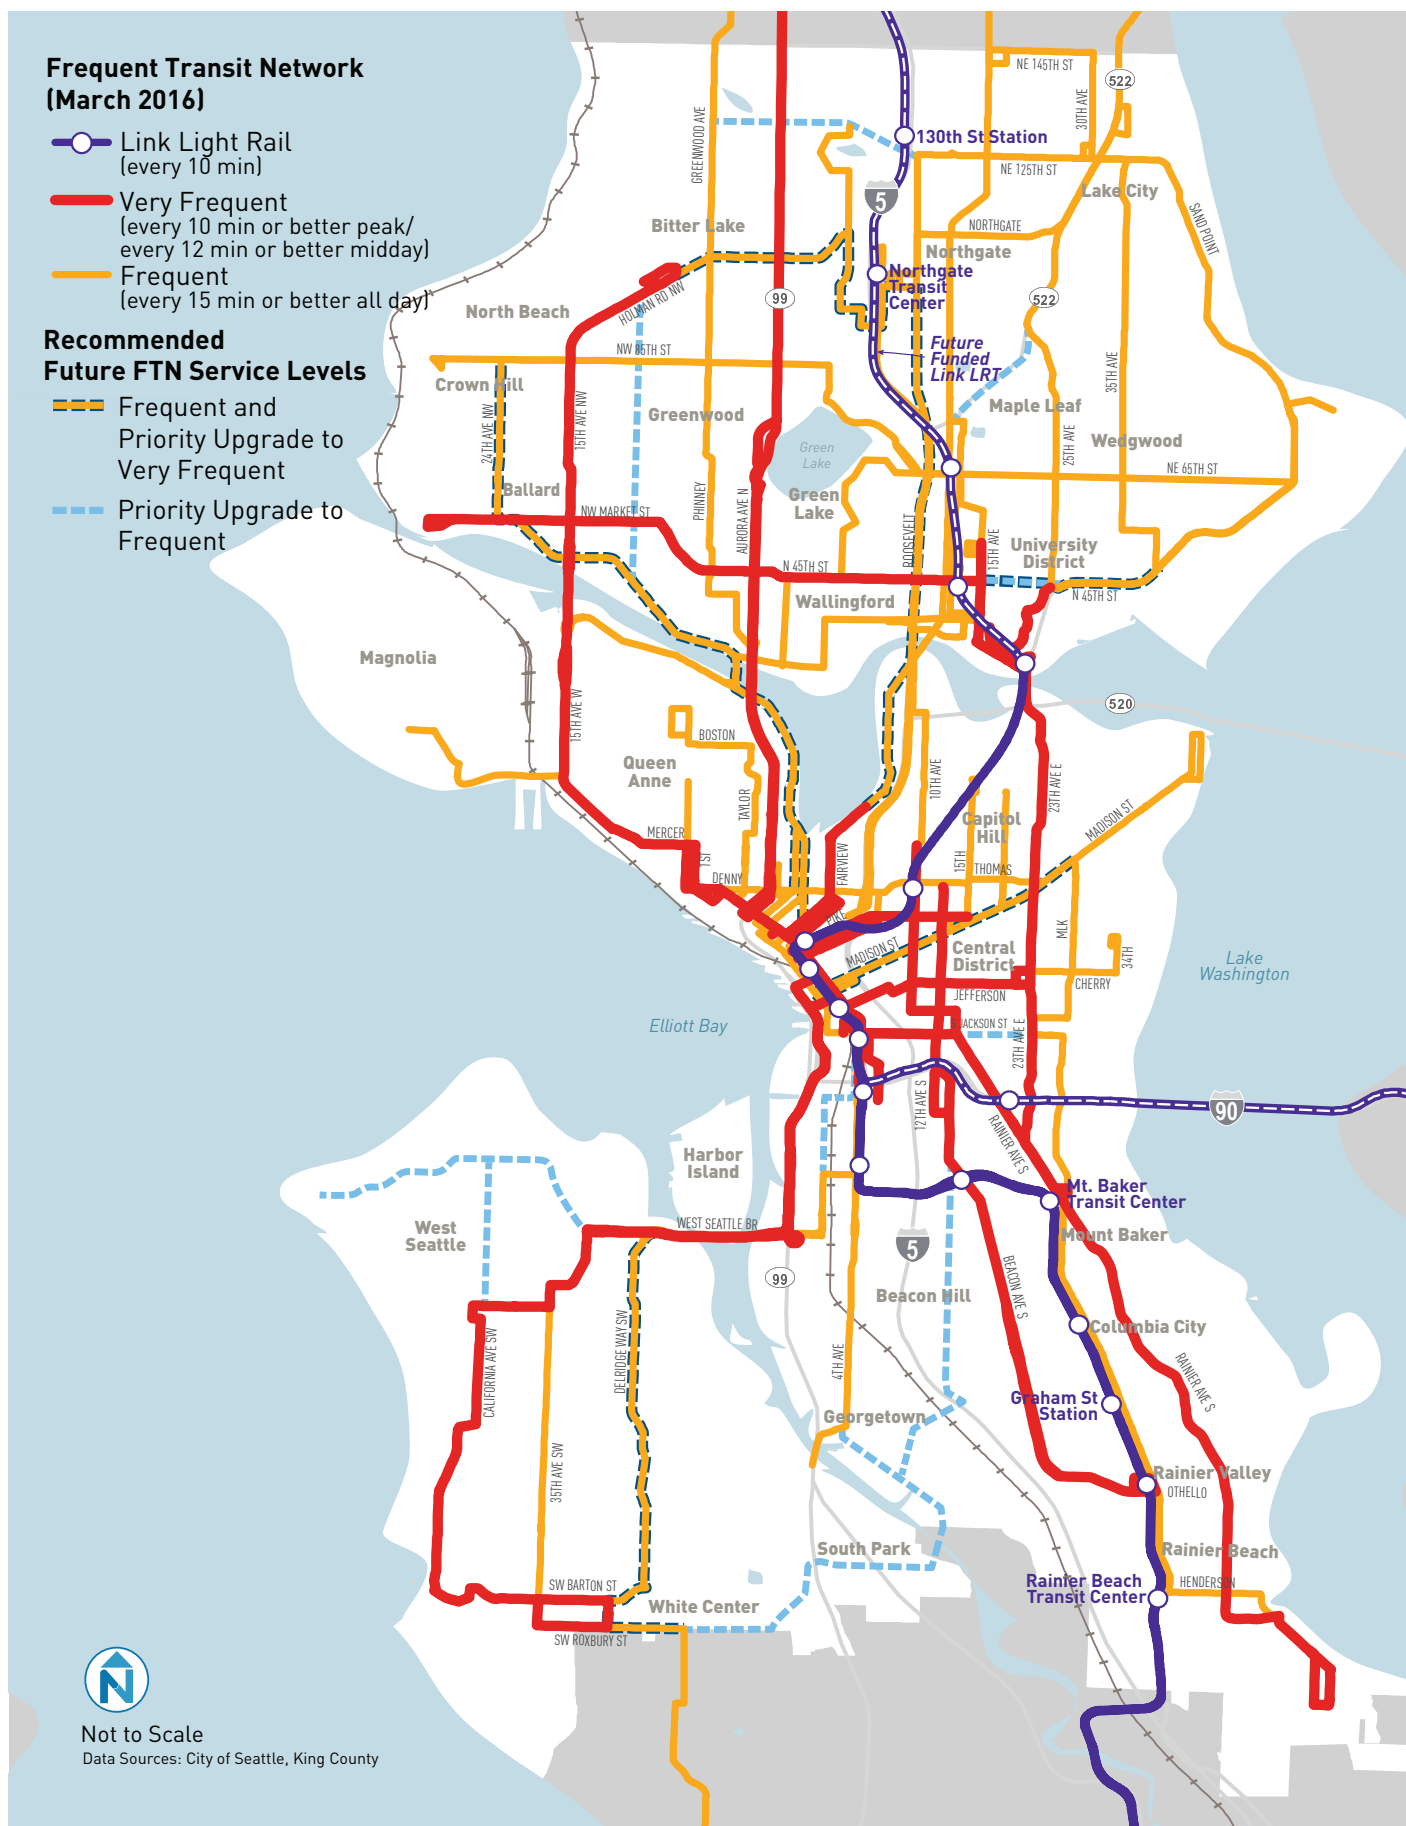 Frequent Transit Network
(March 2016)
Link Light Rail
(every 10 min)
Very Frequent
(every 10 min or better peak/
every 12 min or better midday)
Frequent
(every 15 min or better all day)
Recommended
Future FTN Service Levels
Frequent and
Priority Upgrade to
Very Frequent
Priority Upgrade to
Frequent
NE 145TH ST
522
30TH AVE
GREENWOOD AVE
130th St Station
NE 125TH ST
5
Lake City
SAND POINT
Bitter Lake
NORTHGATE
Northgate
Northgate
Transit
Center
HOLMAN RD NW
99
522
North Beach
Future
Funded
Link LRT
NW 85TH ST
Crown Hill
35TH AVE
24TH AVE NW
15TH AVE NW
Greenwood
Maple Leaf
Green
Lake
25TH AVE
Wedgwood
NE 65TH ST
Ballard
PHINNEY
AURORA AVE N
Green
Lake
NW MARKET ST
ROOSEVELT
15TH AVE
University
District
N 45TH ST
N 45TH ST
Wallingford
Magnolia
520
15TH AVE W
BOSTON
Queen
Anne
TAYLOR
10TH AVE
23TH AVE E
MADISON ST
Capitol
Hill
MERCER
1ST
FAIRVIEW
15TH
THOMAS
DENNY
PIKE
MADISON ST
MLK
Central
District
34TH
CHERRY
JEFFERSON
Lake
Washington
Elliott Bay
S JACKSON ST
23TH AVE E
12TH AVE S
90
RAINIER AVE S
Harbor
Island
Mt. Baker
Transit Center
West
Seattle
WEST SEATTLE BR
Mount Baker
5
99
BEACON AVE S
Beacon Hill
Columbia City
DELRIDGE WAY SW
CALIFORNIA AVE SW
4TH AVE
RAINIER AVE S
Graham St
Station
Georgetown
35TH AVE SW
Rainier Valley
OTHELLO
South Park
Rainier Beach
SW BARTON ST
Rainier Beach
Transit Center
HENDERSON
White Center
SW ROXBURY ST
N
Not to Scale
Data Sources: City of Seattle, King County